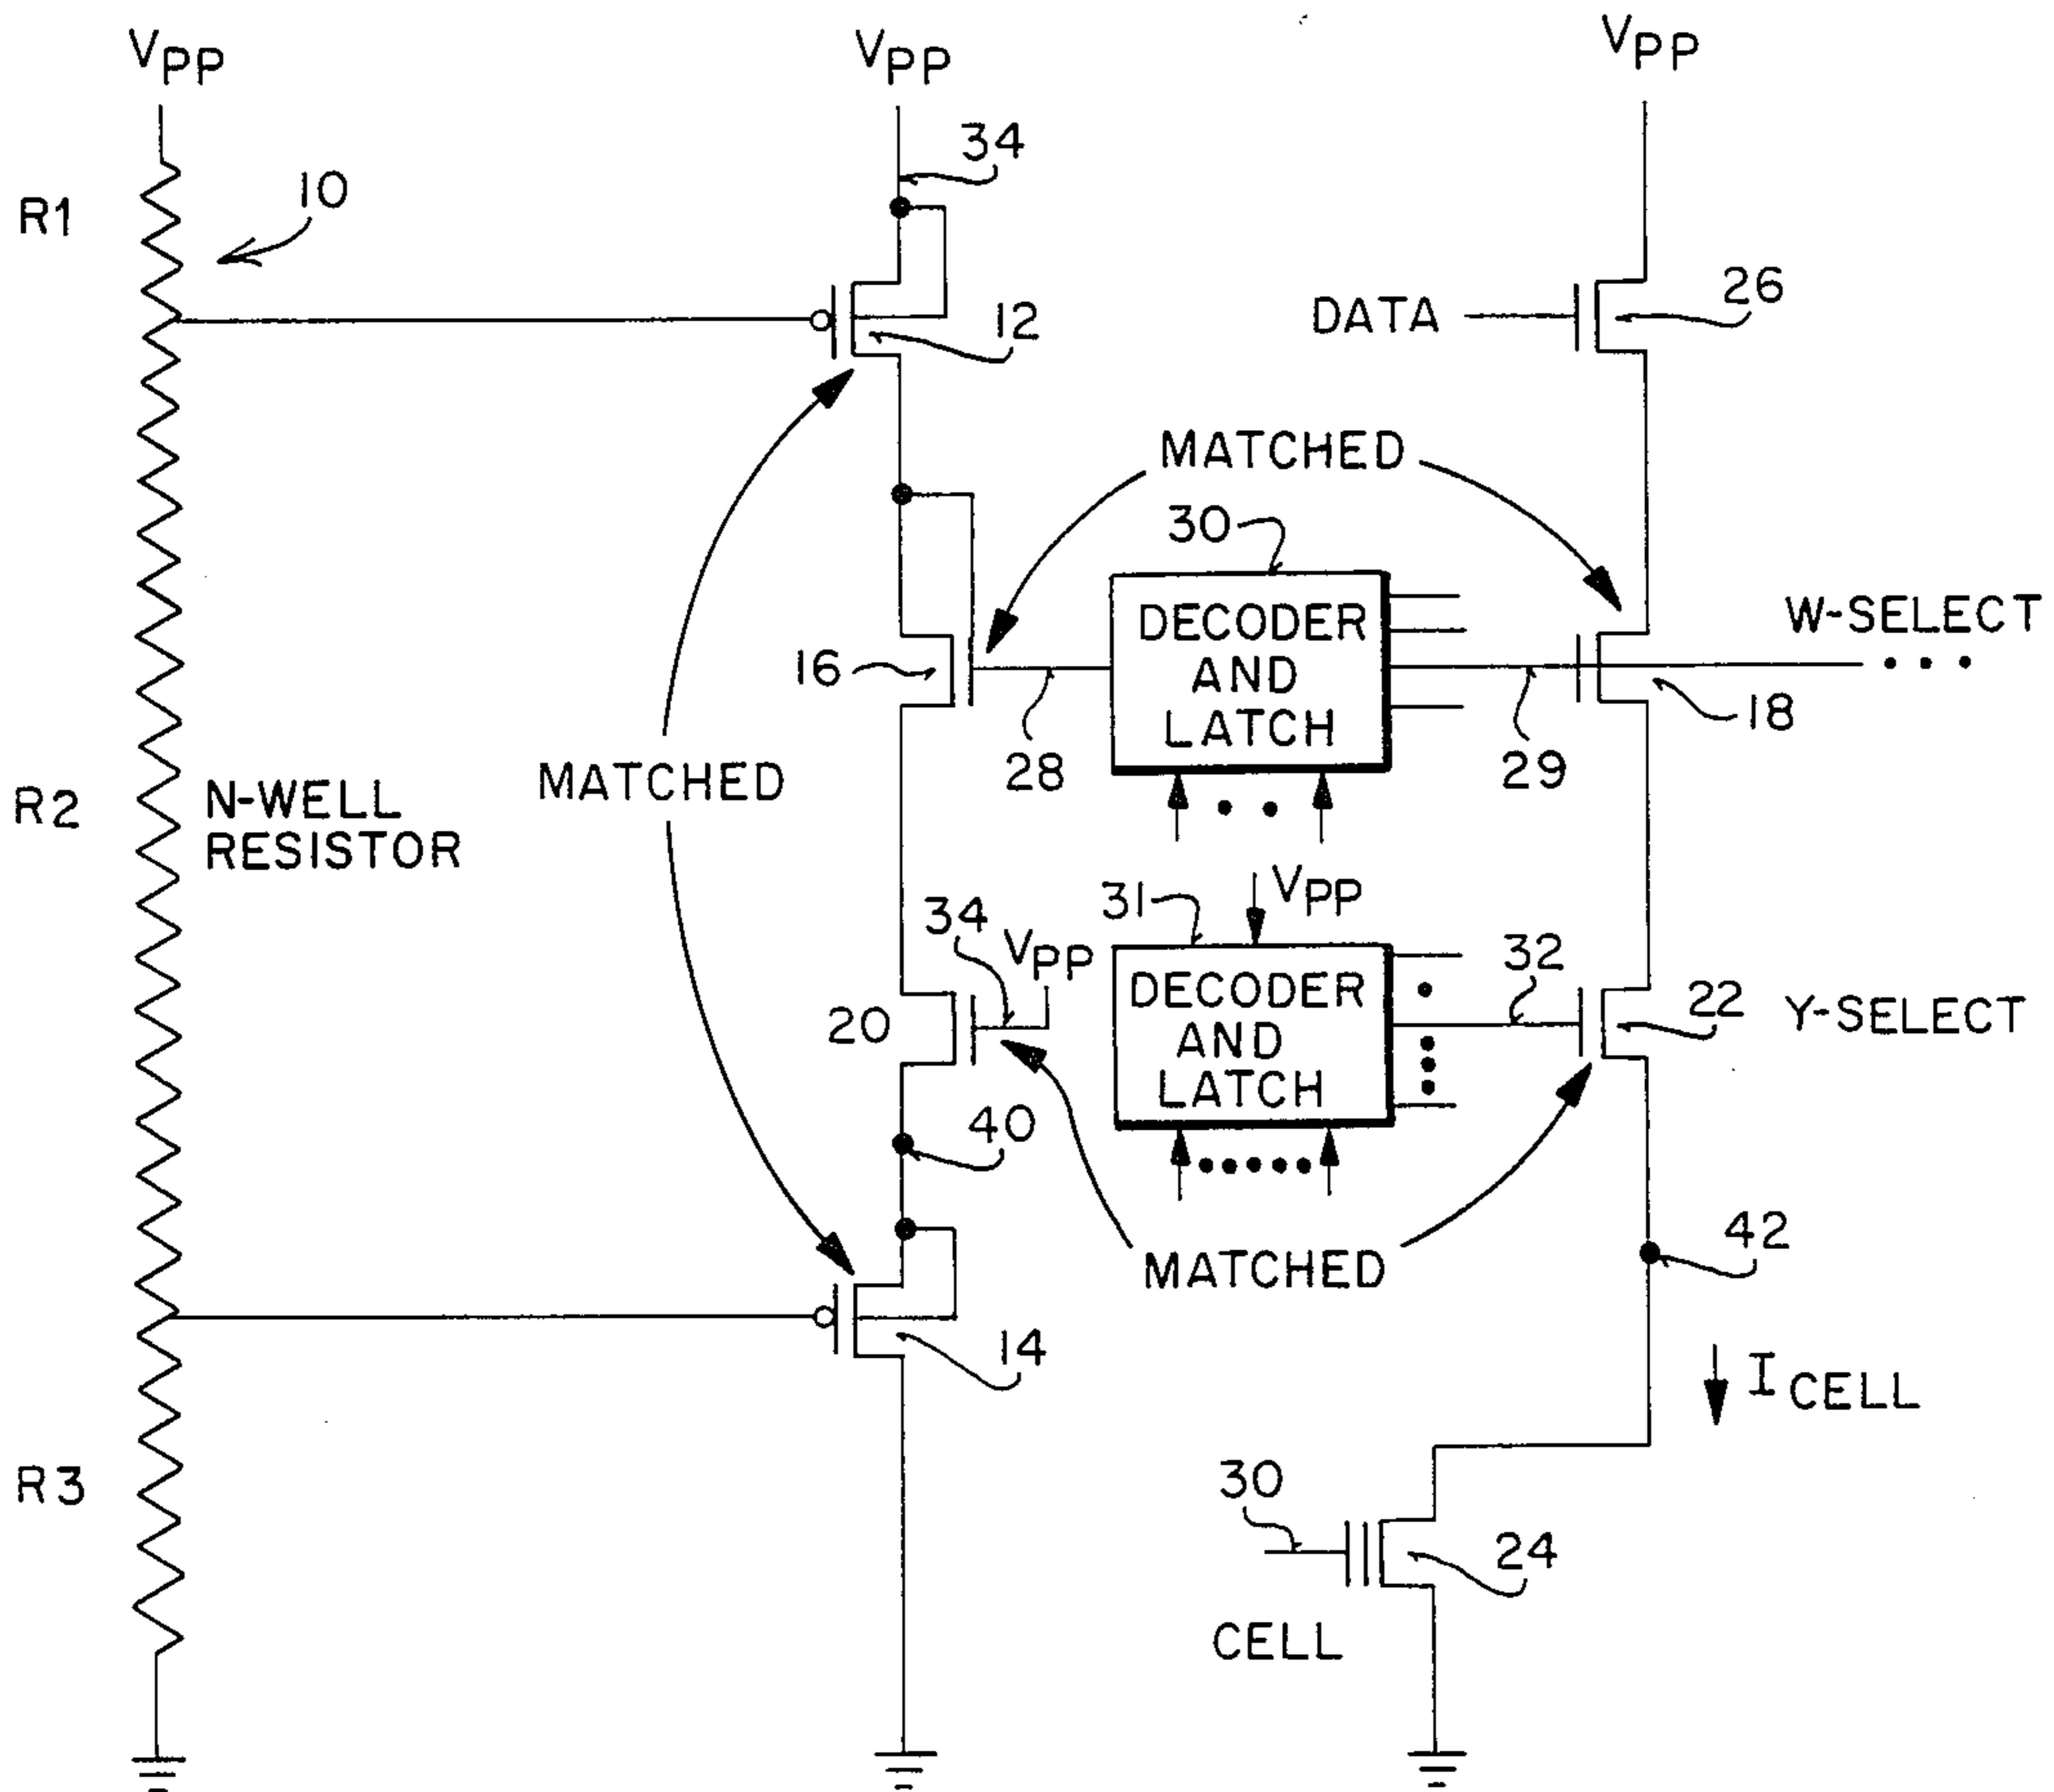 VPP
VPP
VPP
34
10
R1
12
DATA
26
MATCHED
30
DECODER
AND
LATCH
W-SELECT
16
28
29
18
MATCHED
R2
N-WELL
RESISTOR
VPP
31
34
VPP
20
DECODER
AND
LATCH
32
22
Y-SELECT
40
MATCHED
42
14
ICELL
R3
30
24
CELL